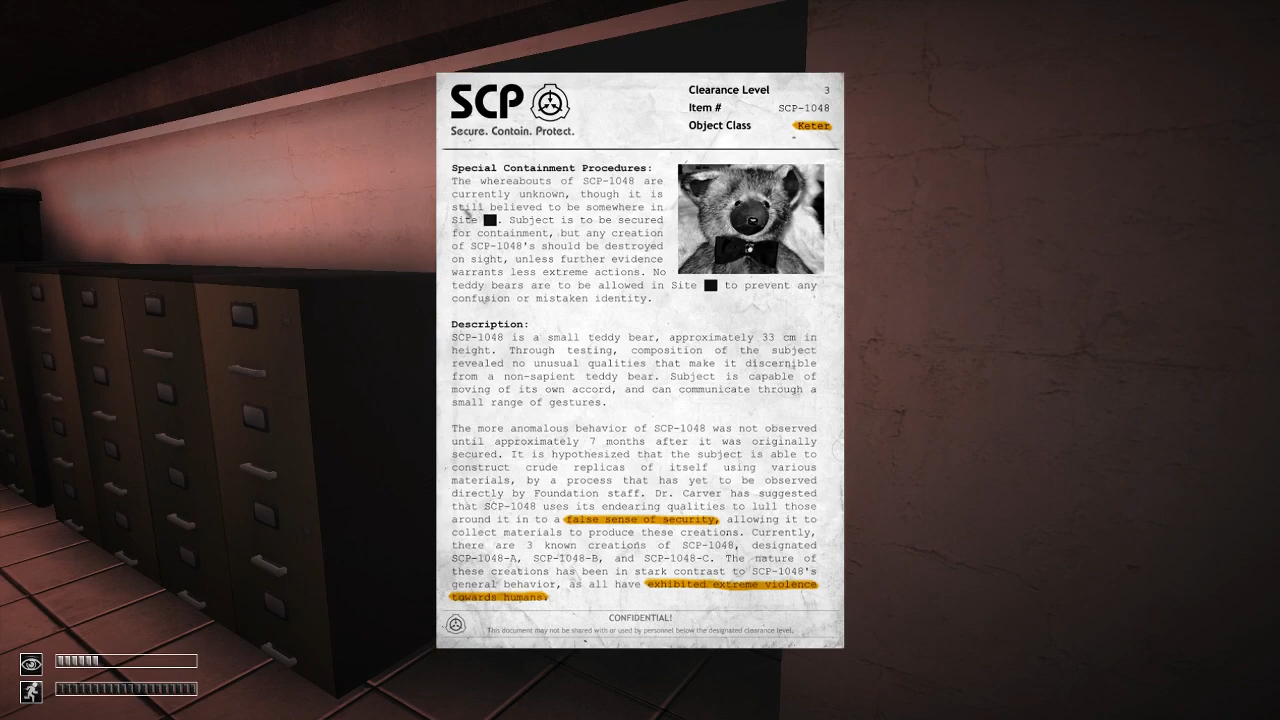 SCP
Secure. Contain. Protect.
Clearance Level 3
Item # SCP-1048
Object Class Keter
Special Containment Procedures:
The whereabouts of SCP-1048 are
currently unknown, though it is
still believed to be somewhere in
Site ██. Subject is to be secured
for containment, but any creation
of SCP-1048's should be destroyed
on sight, unless further evidence
warrants less extreme actions. No
teddy bears are to be allowed in Site ██ to prevent any
confusion or mistaken identity.
Description:
SCP-1048 is a small teddy bear, approximately 33 cm in
height. Through testing, composition of the subject
revealed no unusual qualities that make it discernible
from a non-sapient teddy bear. Subject is capable of
moving of its own accord, and can communicate through a
small range of gestures.
The more anomalous behavior of SCP-1048 was not observed
until approximately 7 months after it was originally
secured. It is hypothesized that the subject is able to
construct crude replicas of itself using various
materials, by a process that has yet to be observed
directly by Foundation staff. Dr. Carver has suggested
that SCP-1048 uses its endearing qualities to lull those
around it in to a false sense of security, allowing it to
collect materials to produce these creations. Currently,
there are 3 known creations of SCP-1048, designated
SCP-1048-A, SCP-1048-B, and SCP-1048-C. The nature of
these creations has been in stark contrast to SCP-1048's
general behavior, as all have exhibited extreme violence
towards humans.
CONFIDENTIAL!
This document may not be shared with or used by personnel below the designated clearance level.